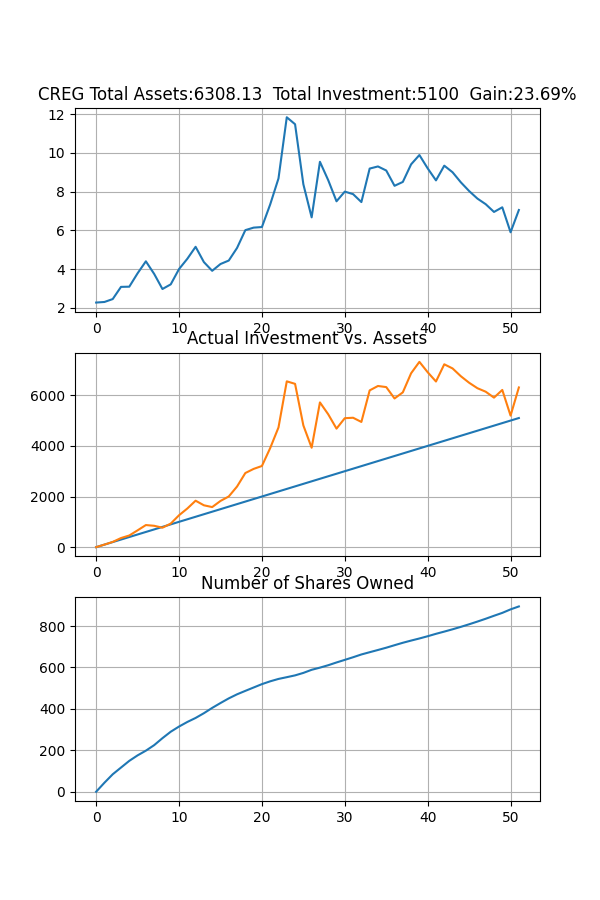 CREG Total Assets:6308.13  Total Investment:5100  Gain:23.69%
12
10
8
6
4
2
0 10 20 30 40 50
Actual Investment vs. Assets
6000
4000
2000
0
0 10 20 30 40 50
Number of Shares Owned
800
600
400
200
0
0 10 20 30 40 50